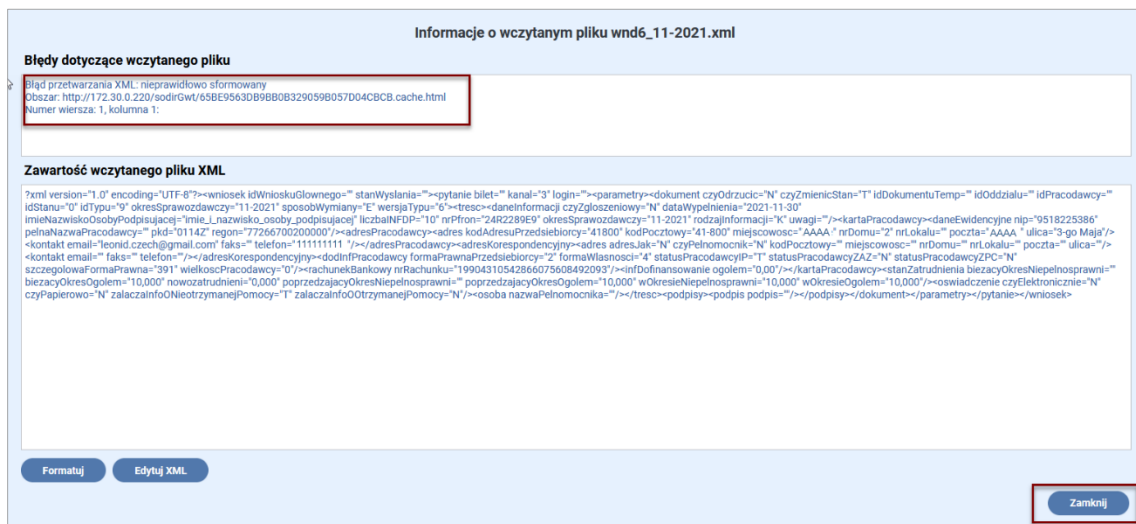 Informacje o wczytanym pliku wnd6_11-2021.xml
Błędy dotyczące wczytanego pliku
Błąd przetwarzania XML: nieprawidłowo sformowany
Obszar: http://172.30.0.220/sodirGwt/65BE9563DB9BB0B329059B057D04CBCB.cache.html
Numer wiersza: 1, kolumna 1:
Zawartość wczytanego pliku XML
?xml version="1.0" encoding="UTF-8"?><wniosek idWnioskuGlownego="" stanWyslania=""><pytanie bilet="" kanal="3" login=""><parametry><dokument czyOdrzucic="N" czyZmienicStan="T" idDokumentuTemp="" idOddzialu="" idPracodawcy=""
idStanu="0" idTypu="9" okresSprawozdawczy="11-2021" sposobWymiany="E" wersjaTypu="6"><tresc><daneInformacji czyZgloszeniowy="N" dataWypelnienia="2021-11-30"
imieNazwiskoOsobyPodpisujacej="imie_i_nazwisko_osoby_podpisujacej" liczbaINFDP="10" nrPfron="24R2289E9" okresSprawozdawczy="11-2021" rodzajInformacji="K" uwagi=""/><kartaPracodawcy><daneEwidencyjne nip="9518225386"
pelnaNazwaPracodawcy="" pkd="0114Z" regon="77266700200000"/><adresPracodawcy><adres kodAdresuPrzedsiebiorcy="41800" kodPocztowy="41-800" miejscowosc="AAAA" nrDomu="2" nrLokalu="" poczta="AAAA " ulica="3-go Maja"/>
<kontakt email="leonid.czech@gmail.com" faks="" telefon="111111111 "/></adresPracodawcy><adresKorespondencyjny><adres adresJak="N" czyPelnomocnik="N" kodPocztowy="" miejscowosc="" nrDomu="" nrLokalu="" poczta="" ulica=""/>
<kontakt email="" faks="" telefon=""/></adresKorespondencyjny><dodInfPracodawcy formaPrawnaPrzedsiebiorcy="2" formaWlasnosci="4" statusPracodawcyIP="T" statusPracodawcyZAZ="N" statusPracodawcyZPC="N"
szczegolowaFormaPrawna="391" wielkoscPracodawcy="0"/><rachunekBankowy nrRachunku="19904310542866075608492093"/><infDofinansowanie ogolem="0,00"/></kartaPracodawcy><stanZatrudnienia biezacyOkresNiepelnosprawni=""
biezacyOkresOgolem="10,000" nowozatrudnieni="0,000" poprzedzajacyOkresNiepelnosprawni="" poprzedzajacyOkresOgolem="10,000" wOkresieNiepelnosprawni="10,000" wOkresieOgolem="10,000"/><oswiadczenie czyElektronicznie="N"
czyPapierowo="N" zalaczaInfoONieotrzymanejPomocy="T" zalaczaInfoOOtrzymanejPomocy="N"/><osoba nazwaPelnomocnika=""/></tresc><podpisy><podpis podpis=""/></podpisy></dokument></parametry></pytanie></wniosek>
Formatuj
Edytuj XML
Zamknij